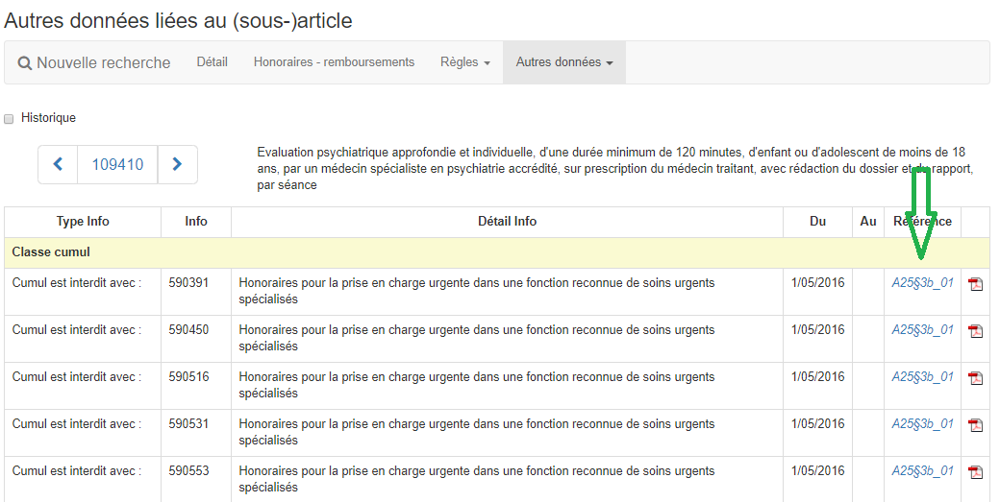 Autres données liées au (sous-)article
Nouvelle recherche Détail Honoraires - remboursements Règles Autres données
Historique
109410
Evaluation psychiatrique approfondie et individuelle, d'une durée minimum de 120 minutes, d'enfant ou d'adolescent de moins de 18
ans, par un médecin spécialiste en psychiatrie accrédité, sur prescription du médecin traitant, avec rédaction du dossier et du rapport,
par séance
Type Info Info Détail Info Du Au Référence
Classe cumul
Cumul est interdit avec : 590391 Honoraires pour la prise en charge urgente dans une fonction reconnue de soins urgents 1/05/2016 A25§3b_01
spécialisés
Cumul est interdit avec : 590450 Honoraires pour la prise en charge urgente dans une fonction reconnue de soins urgents 1/05/2016 A25§3b_01
spécialisés
Cumul est interdit avec : 590516 Honoraires pour la prise en charge urgente dans une fonction reconnue de soins urgents 1/05/2016 A25§3b_01
spécialisés
Cumul est interdit avec : 590531 Honoraires pour la prise en charge urgente dans une fonction reconnue de soins urgents 1/05/2016 A25§3b_01
spécialisés
Cumul est interdit avec : 590553 Honoraires pour la prise en charge urgente dans une fonction reconnue de soins urgents 1/05/2016 A25§3b_01
spécialisés